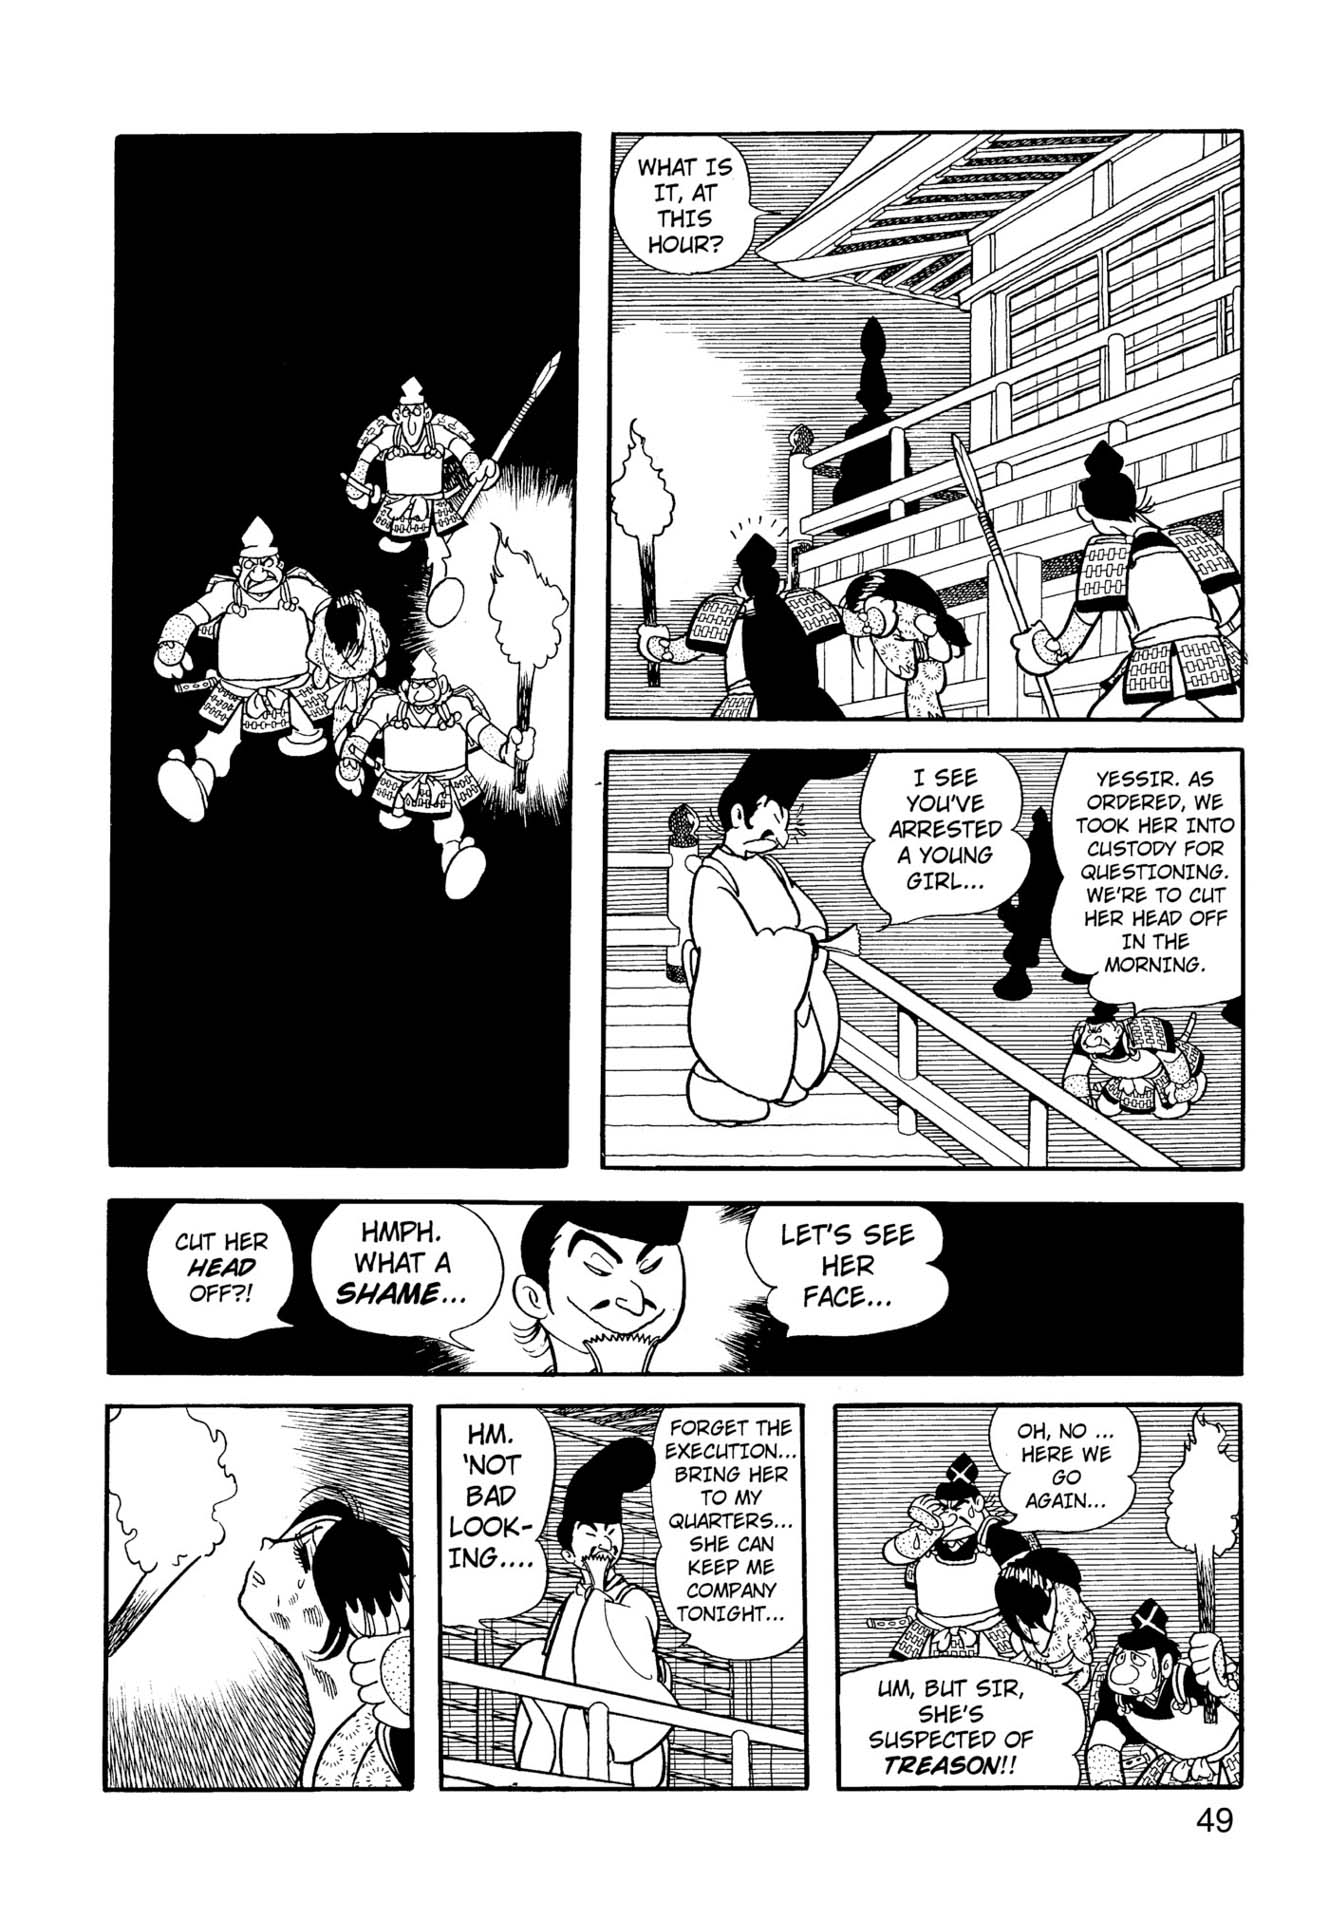 WHAT IS
IT, AT
THIS
HOUR?
I SEE
YOU'VE
ARRESTED
A YOUNG
GIRL...
YESSIR. AS
ORDERED, WE
TOOK HER INTO
CUSTODY FOR
QUESTIONING.
WE'RE TO CUT
HER HEAD OFF
IN THE
MORNING.
CUT HER
HEAD
OFF?!
HMPH.
WHAT A
SHAME...
LET'S SEE
HER
FACE...
HM.
'NOT
BAD
LOOK-
ING....
FORGET THE
EXECUTION...
BRING HER
TO MY
QUARTERS...
SHE CAN
KEEP ME
COMPANY
TONIGHT...
OH, NO ...
HERE WE
GO
AGAIN...
UM, BUT SIR,
SHE'S
SUSPECTED OF
TREASON!!
49